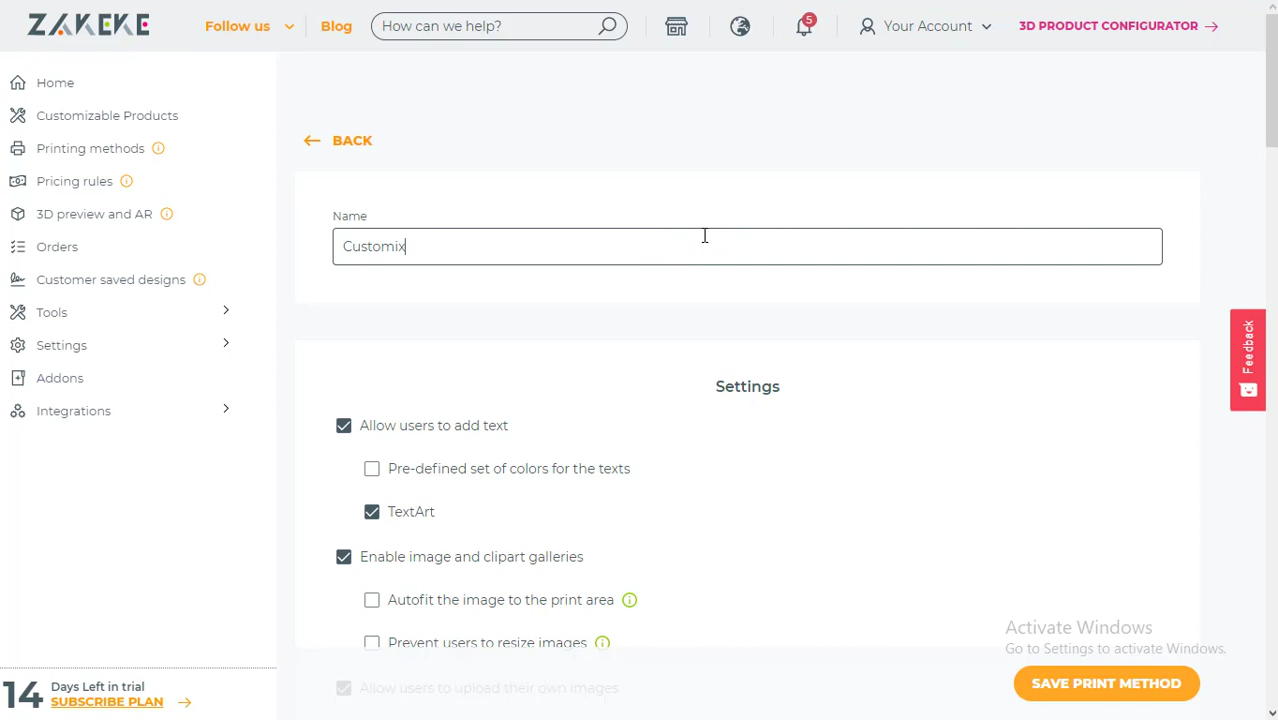 ZAKEKE
Follow us
Blog
How can we help?
5
Your Account
3D PRODUCT CONFIGURATOR
Home
Customizable Products
Printing methods
Pricing rules
3D preview and AR
Orders
Customer saved designs
Tools
Settings
Addons
Integrations
14
Days Left in trial
SUBSCRIBE PLAN
BACK
Name
Customix
Settings
Allow users to add text
Pre-defined set of colors for the texts
TextArt
Enable image and clipart galleries
Autofit the image to the print area
Prevent users to resize images
Allow users to upload their own images
Feedback
Activate Windows
Go to Settings to activate Windows.
SAVE PRINT METHOD